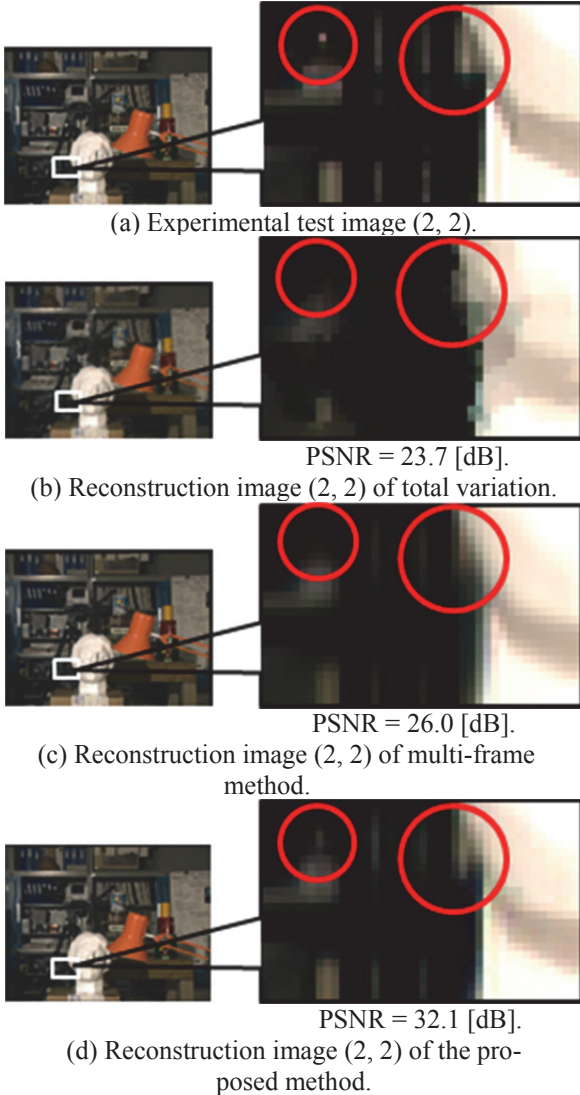 (a) Experimental test image (2, 2).
PSNR = 23.7 [dB].
(b) Reconstruction image (2, 2) of total variation.
PSNR = 26.0 [dB].
(c) Reconstruction image (2, 2) of multi-frame
method.
PSNR = 32.1 [dB].
(d) Reconstruction image (2, 2) of the pro-
posed method.